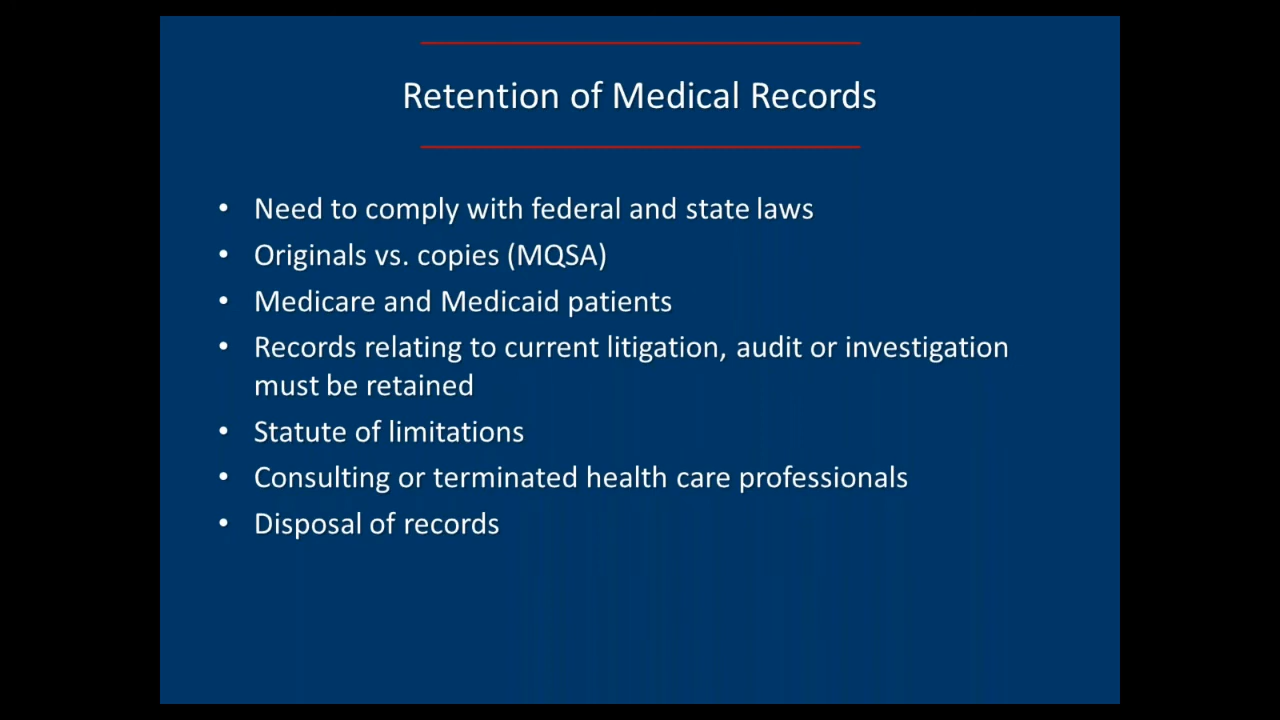 Retention of Medical Records
• Need to comply with federal and state laws
• Originals vs. copies (MQSA)
• Medicare and Medicaid patients
• Records relating to current litigation, audit or investigation
must be retained
• Statute of limitations
• Consulting or terminated health care professionals
• Disposal of records